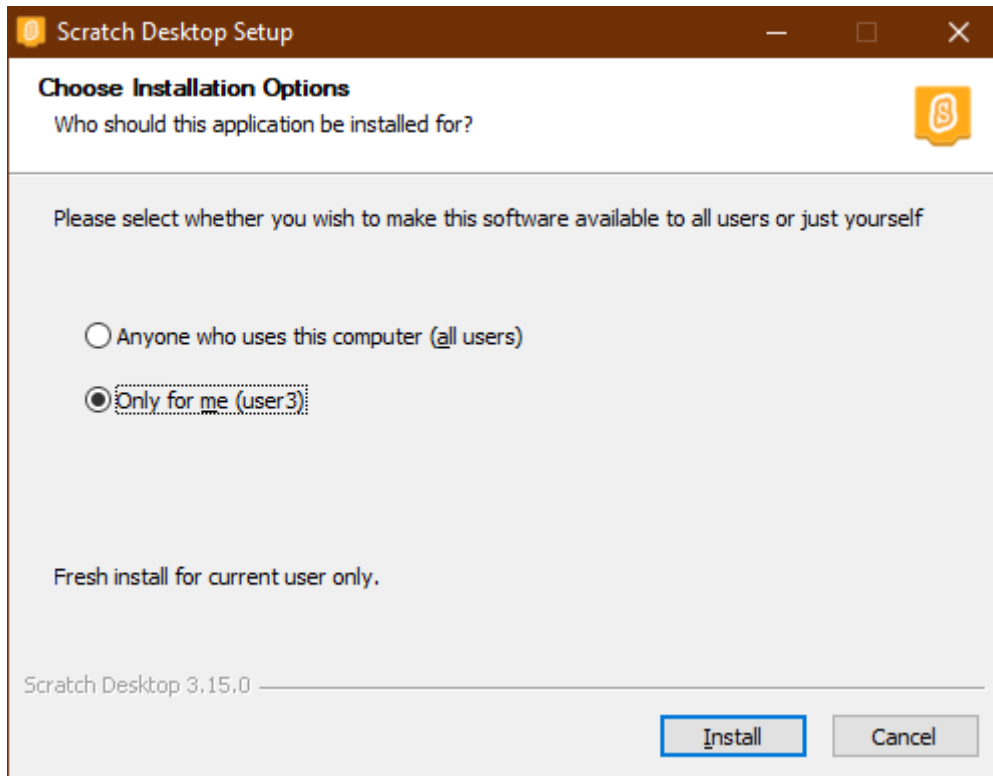 Scratch Desktop Setup
Choose Installation Options
Who should this application be installed for?
Please select whether you wish to make this software available to all users or just yourself
Anyone who uses this computer (all users)
Only for me (user3)
Fresh install for current user only.
Scratch Desktop 3.15.0
Install Cancel